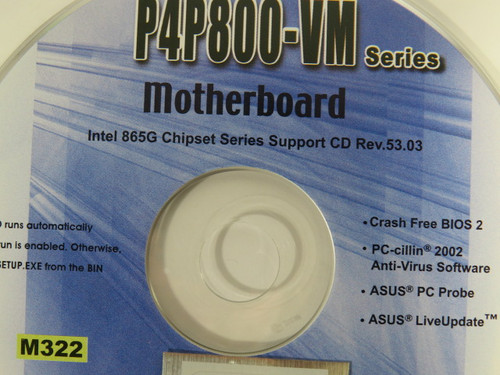 P4P800-VM Series
Motherboard
Intel 865G Chipset Series Support CD Rev.53.03
runs automatically
run is enabled. Otherwise,
SETUP.EXE from the BIN
• Crash Free BIOS 2
• PC-cillin® 2002
Anti-Virus Software
• ASUS® PC Probe
• ASUS® LiveUpdate™
M322